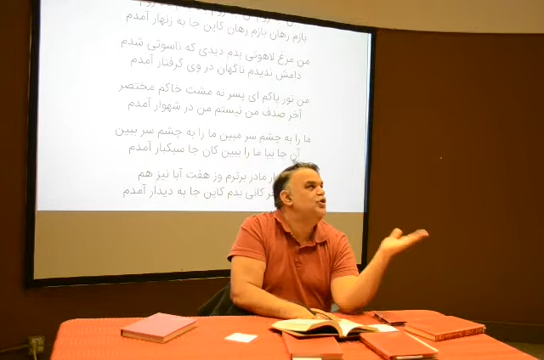 بازم رهان بازم رهان کاین جا به زنهار آمدم
من مرغ لاهوتی بدم دیدی که ناسوتی شدم
دامش ندیدم ناگهان در وی گرفتار آمدم
من نور پاکم ای پسر نه مشت خاکم مختصر
آخر صدف من نیستم من در شهوار آمدم
ما را به چشم سر مبین ما را به چشم سر ببین
آن جا بیا ما را ببین کان جا سبکبار آمدم
مادر برترم وز هفت آبا نیز هم
کانی بدم کاین جا به دیدار آمدم